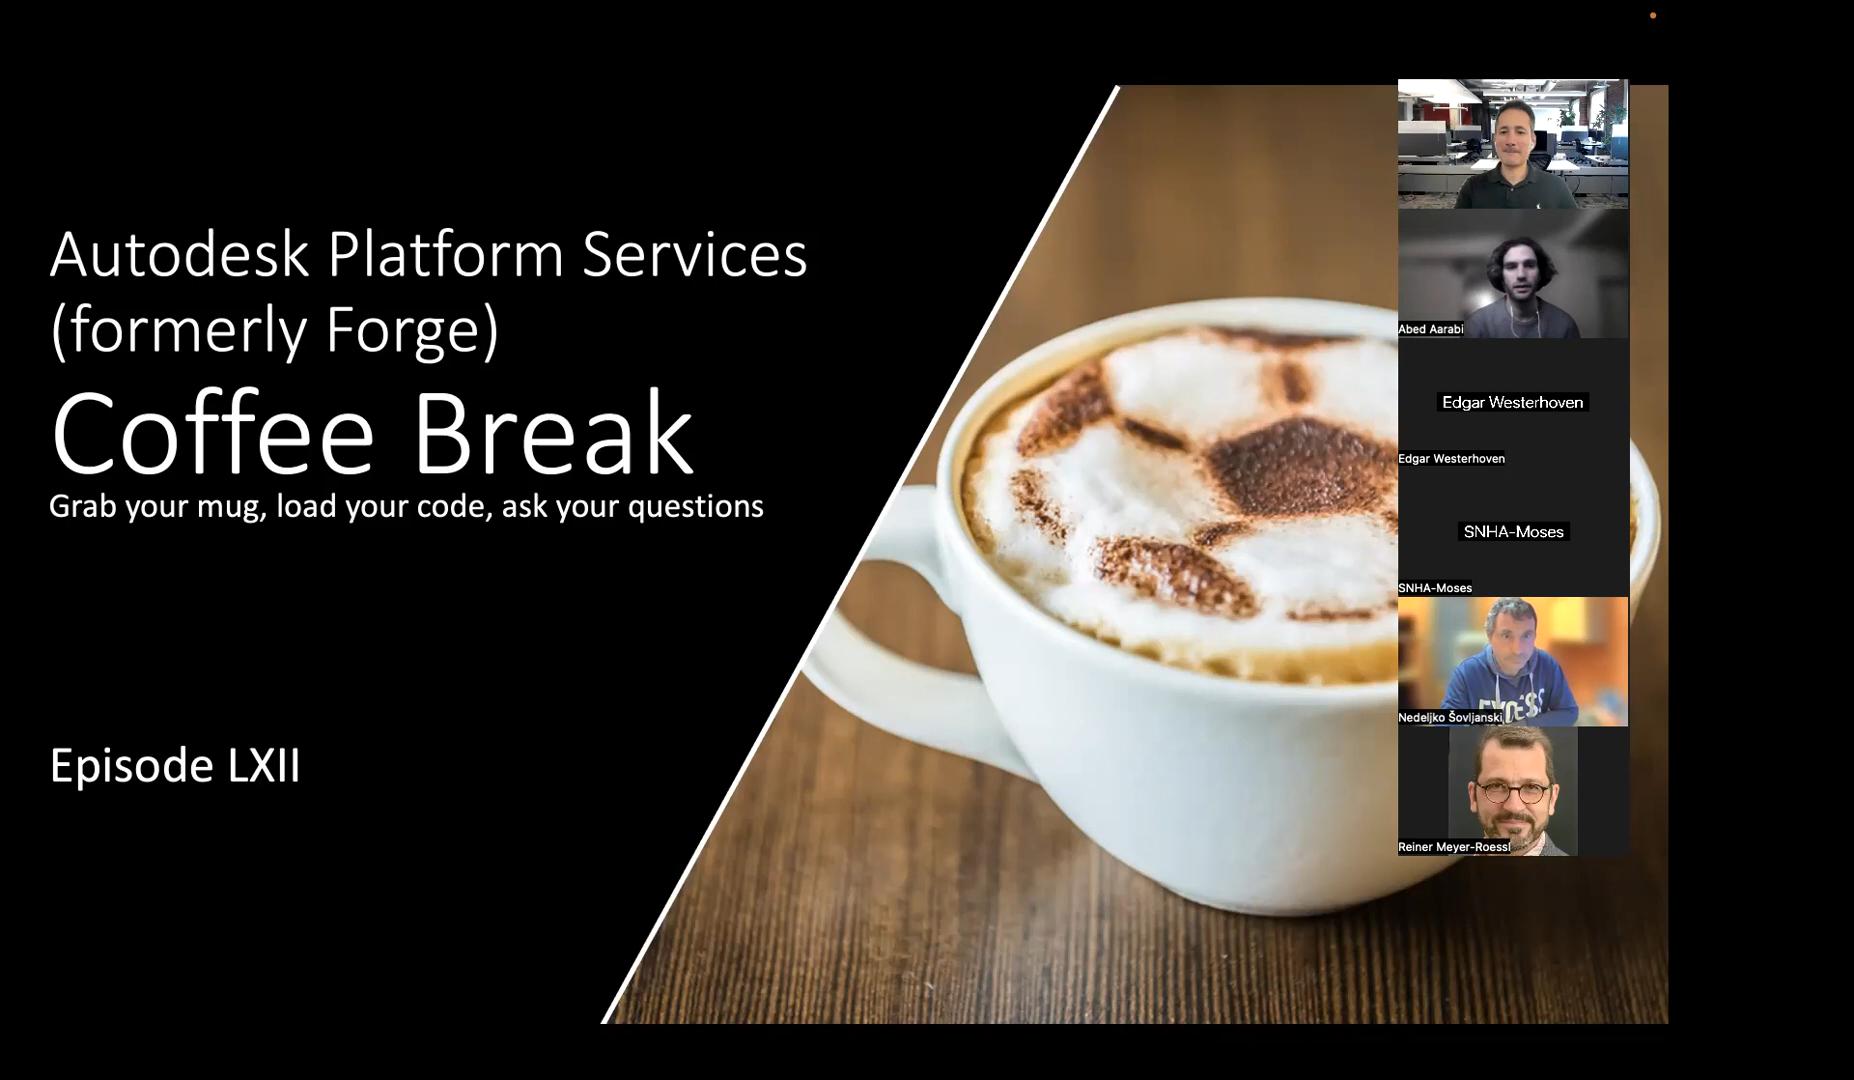 Autodesk Platform Services
(formerly Forge)
Coffee Break
Grab your mug, load your code, ask your questions
Episode LXII
Abed Aarabi
Edgar Westerhoven
Edgar Westerhoven
SNHA-Moses
SNHA-Moses
Nedeljko Šovljanski
Reiner Meyer-Roessl